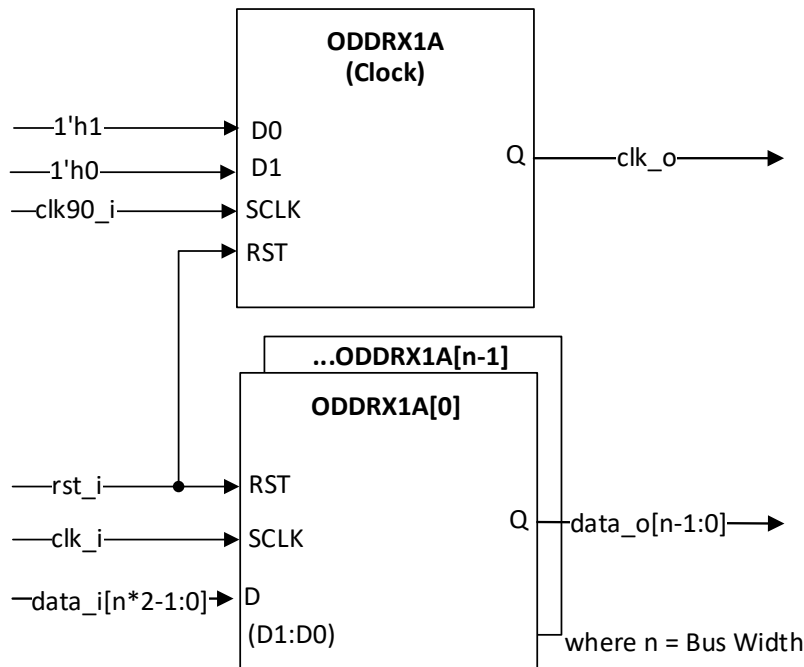 ODDRX1A
(Clock)
1'h1
D0
1'h0
D1
Q
clk_o
clk90_i
SCLK
RST
...ODDRX1A[n-1]
ODDRX1A[0]
rst_i
RST
clk_i
SCLK
Q
data_o[n-1:0]
data_i[n*2-1:0]
D
(D1:D0)
where n = Bus Width